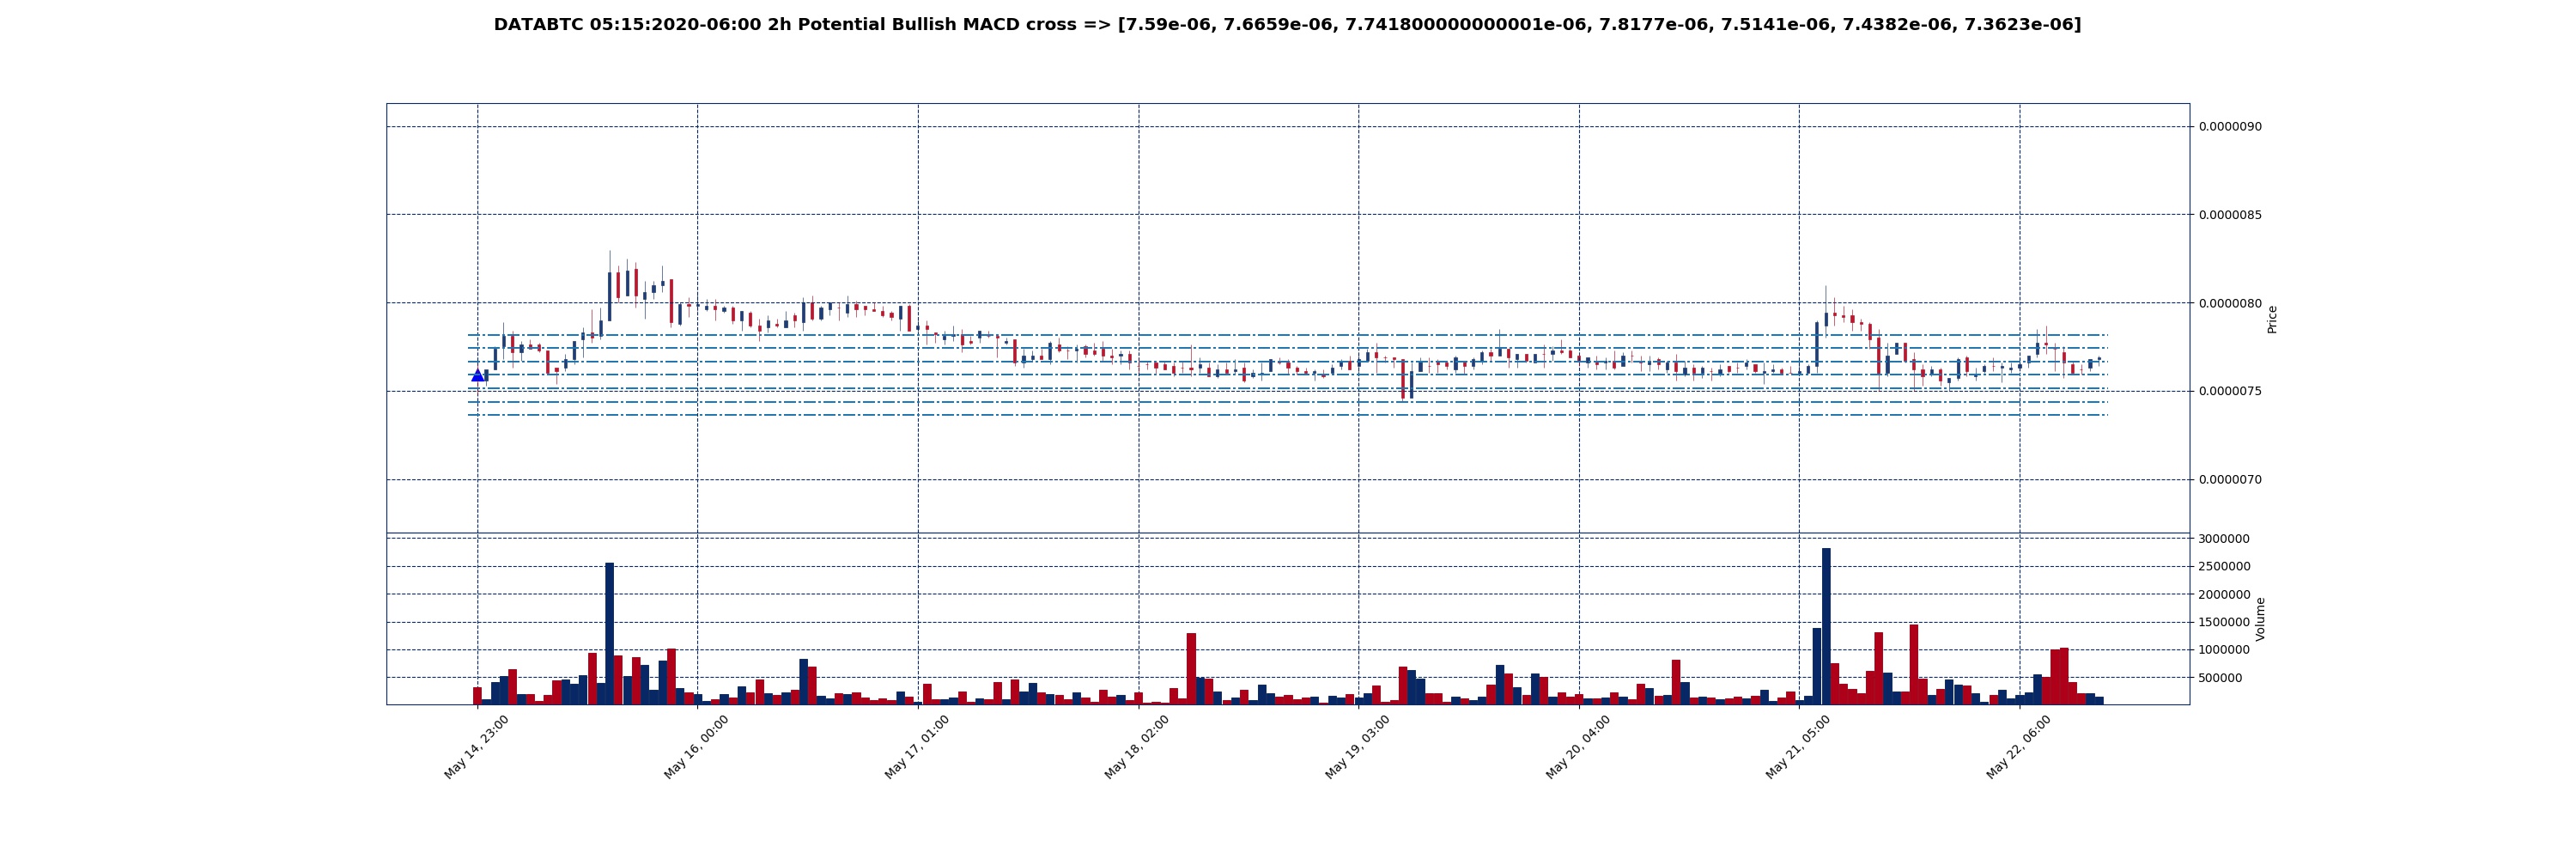 DATABTC 05:15:2020-06:00 2h Potential Bullish MACD cross => [7.59e-06, 7.6659e-06, 7.741800000000001e-06, 7.8177e-06, 7.5141e-06, 7.4382e-06, 7.3623e-06]
0.0000090
0.0000085
0.0000080
Price
0.0000075
0.0000070
3000000
2500000
2000000
Volume
1500000
1000000
500000
May 14, 23:00
May 16, 00:00
May 17, 01:00
May 18, 02:00
May 19, 03:00
May 20, 04:00
May 21, 05:00
May 22, 06:00